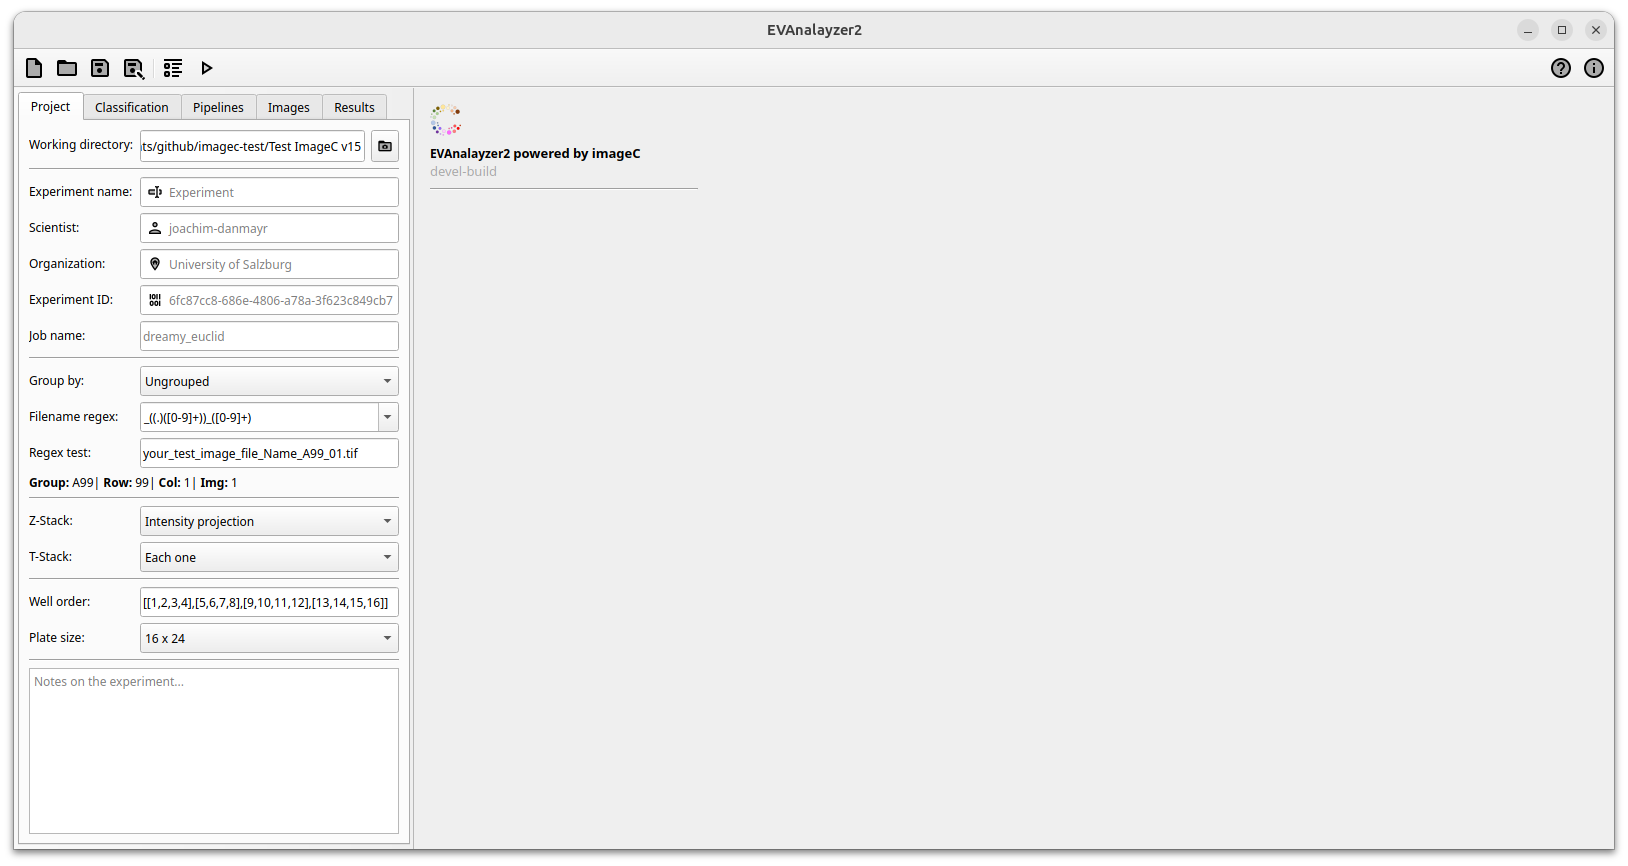 EVAnalayzer2
Project Classification Pipelines Images Results
Working directory: ts/github/imagec-test/Test ImageC v15
Experiment name: Experiment
Scientist: joachim-danmayr
Organization: University of Salzburg
Experiment ID: 6fc87cc8-686e-4806-a78a-3f623c849cb7
Job name: dreamy_euclid
Group by: Ungrouped
Filename regex: _((.)([0-9]+))_([0-9]+)
Regex test: your_test_image_file_Name_A99_01.tif
Group: A99| Row: 99| Col: 1| Img: 1
Z-Stack: Intensity projection
T-Stack: Each one
Well order: [[1,2,3,4],[5,6,7,8],[9,10,11,12],[13,14,15,16]]
Plate size: 16 x 24
Notes on the experiment...
EVAnalayzer2 powered by imageC
devel-build